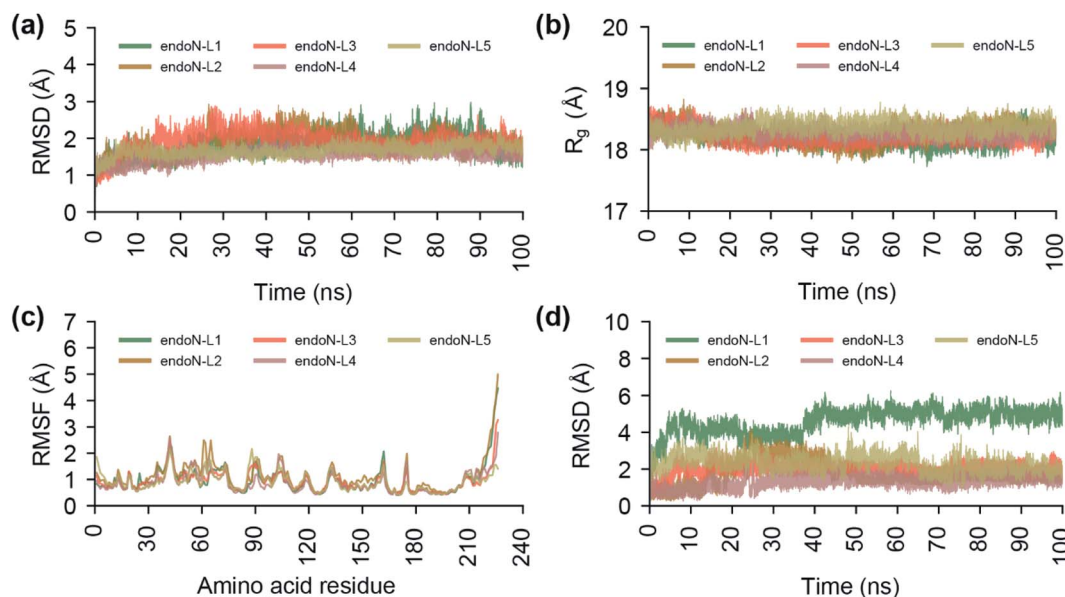 (a)
RMSD (Å)
5
4
3
2
1
0
endoN-L1 endoN-L3 endoN-L5
endoN-L2 endoN-L4
0 10 20 30 40 50 60 70 80 90 100
Time (ns)
(b)
Rg (Å)
20
19
18
17
endoN-L1 endoN-L3 endoN-L5
endoN-L2 endoN-L4
0 10 20 30 40 50 60 70 80 90 100
Time (ns)
(c)
RMSF (Å)
7
6
5
4
3
2
1
0
endoN-L1 endoN-L3 endoN-L5
endoN-L2 endoN-L4
0 30 60 90 120 150 180 210 240
Amino acid residue
(d)
RMSD (Å)
10
8
6
4
2
0
endoN-L1 endoN-L3 endoN-L5
endoN-L2 endoN-L4
0 10 20 30 40 50 60 70 80 90 100
Time (ns)